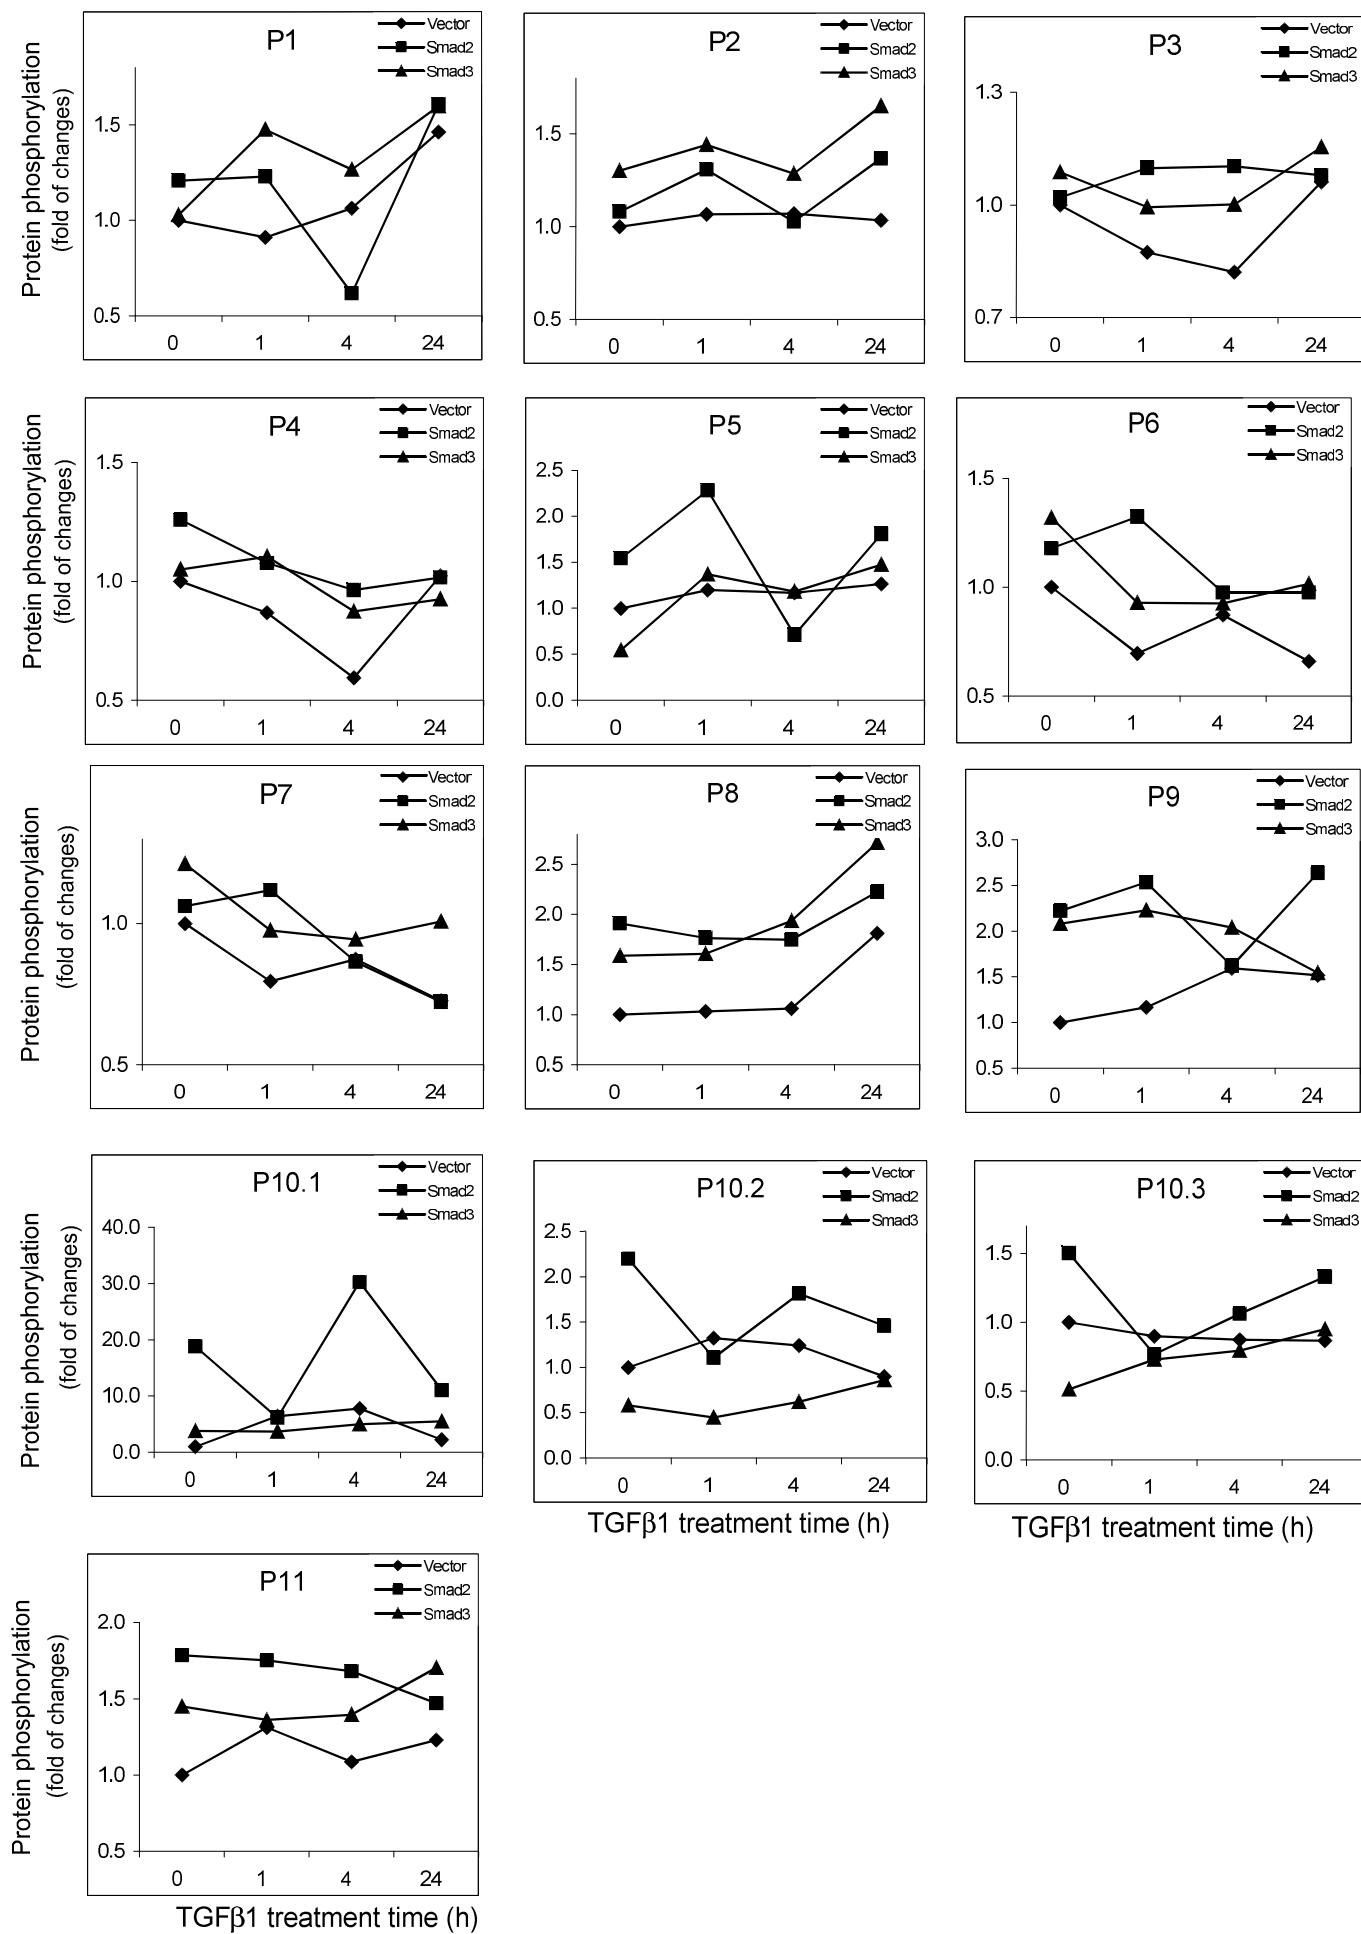 P1
Vector
Smad2
Smad3
Protein phosphorylation
(fold of changes)
1.5
1.0
0.5
0 1 4 24
P2
Vector
Smad2
Smad3
1.5
1.0
0.5
0 1 4 24
P3
Vector
Smad2
Smad3
1.3
1.0
0.7
0 1 4 24
P4
Vector
Smad2
Smad3
Protein phosphorylation
(fold of changes)
1.5
1.0
0.5
0 1 4 24
P5
Vector
Smad2
Smad3
2.5
2.0
1.5
1.0
0.5
0.0
0 1 4 24
P6
Vector
Smad2
Smad3
1.5
1.0
0.5
0 1 4 24
P7
Vector
Smad2
Smad3
Protein phosphorylation
(fold of changes)
1.0
0.5
0 1 4 24
P8
Vector
Smad2
Smad3
2.5
2.0
1.5
1.0
0.5
0 1 4 24
P9
Vector
Smad2
Smad3
3.0
2.5
2.0
1.5
1.0
0.5
0 1 4 24
P10.1
Vector
Smad2
Smad3
Protein phosphorylation
(fold of changes)
40.0
30.0
20.0
10.0
0.0
0 1 4 24
P10.2
Vector
Smad2
Smad3
2.5
2.0
1.5
1.0
0.5
0.0
0 1 4 24
TGFβ1 treatment time (h)
P10.3
Vector
Smad2
Smad3
1.5
1.0
0.5
0.0
0 1 4 24
TGFβ1 treatment time (h)
P11
Vector
Smad2
Smad3
Protein phosphorylation
(fold of changes)
2.0
1.5
1.0
0.5
0 1 4 24
TGFβ1 treatment time (h)